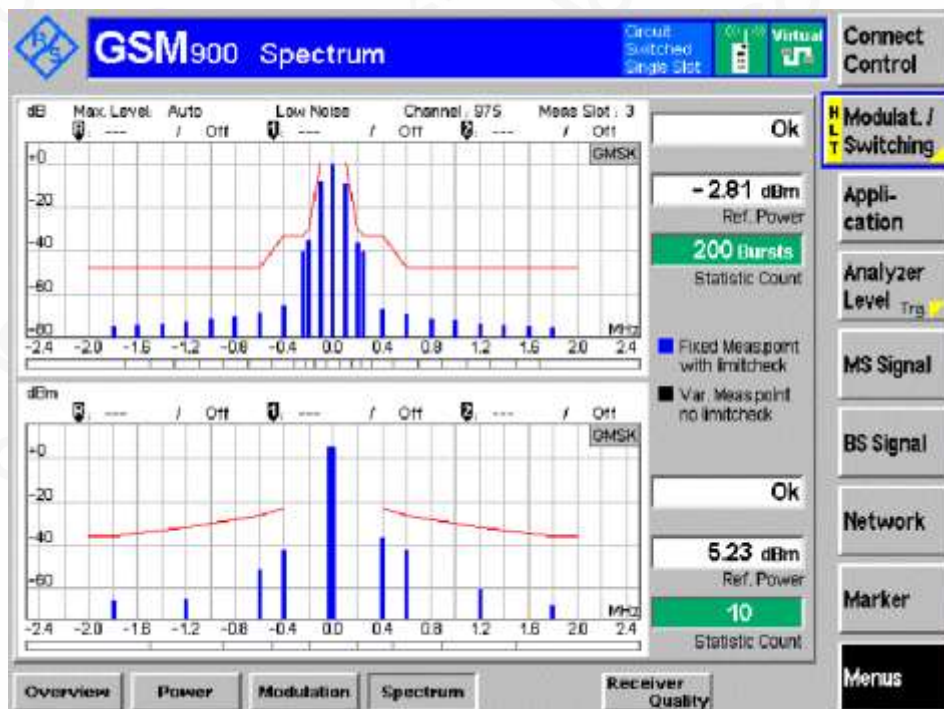 R S
GSM900 Spectrum
Circuit Switched Single Slot
Virtual
Connect Control
HLT
Modulat. / Switching
Appli-cation
Analyzer Level Trg
MS Signal
BS Signal
Network
Marker
Menus
dB Max. Level: Auto Low Noise Channel: 975 Meas Slot: 3
--- / Off 1: --- / Off 2: --- / Off
GMSK
+0
-20
-40
-60
-80
MHz
-2.4 -2.0 -1.6 -1.2 -0.8 -0.4 0.0 0.4 0.8 1.2 1.6 2.0 2.4
Ok
-2.81 dBm
Ref. Power
200 Bursts
Statistic Count
Fixed Meas.point
with limitcheck
Var. Meas.point
no limitcheck
dBm
--- / Off 1: --- / Off 2: --- / Off
GMSK
+0
-20
-40
-60
MHz
-2.4 -2.0 -1.6 -1.2 -0.8 -0.4 0.0 0.4 0.8 1.2 1.6 2.0 2.4
Ok
5.23 dBm
Ref. Power
10
Statistic Count
Overview
Power
Modulation
Spectrum
Receiver Quality